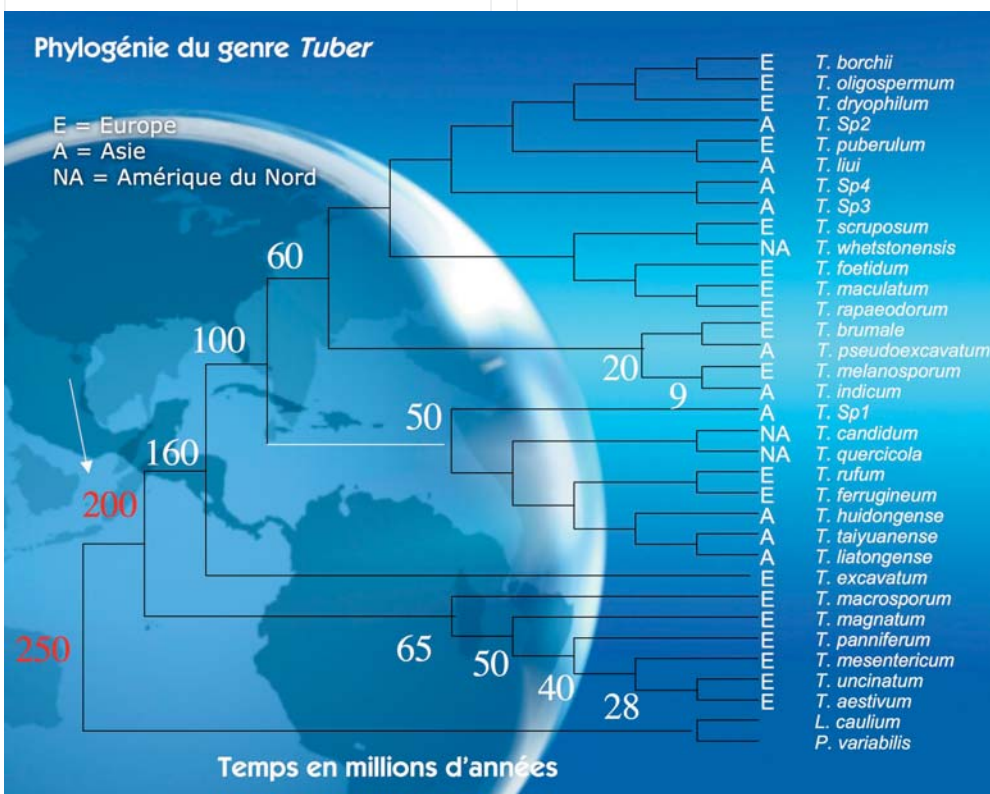 Phylogénie du genre Tuber
E = Europe
A = Asie
NA = Amérique du Nord
E T. borchii
E T. oligospermum
E T. dryophilum
A T. Sp2
E T. puberulum
A T. liui
A T. Sp4
A T. Sp3
E T. scruposum
NA T. whetstonensis
E T. foetidum
E T. maculatum
E T. rapaeodorum
E T. brumale
A T. pseudoexcavatum
E T. melanosporum
A T. indicum
A T. Sp1
NA T. candidum
NA T. quercicola
E T. rufum
E T. ferrugineum
A T. huidongense
A T. taiyuanense
A T. liatongense
E T. excavatum
E T. macrosporum
E T. magnatum
E T. panniferum
E T. mesentericum
E T. uncinatum
E T. aestivum
L. caulium
P. variabilis
60
100
20
9
50
160
200
250
65
50
40
28
Temps en millions d'années